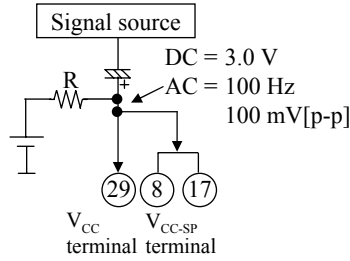 Signal source
DC = 3.0 V
R
+
AC = 100 Hz
100 mV[p-p]
29 8 17
VCC VCC-SP
terminal terminal